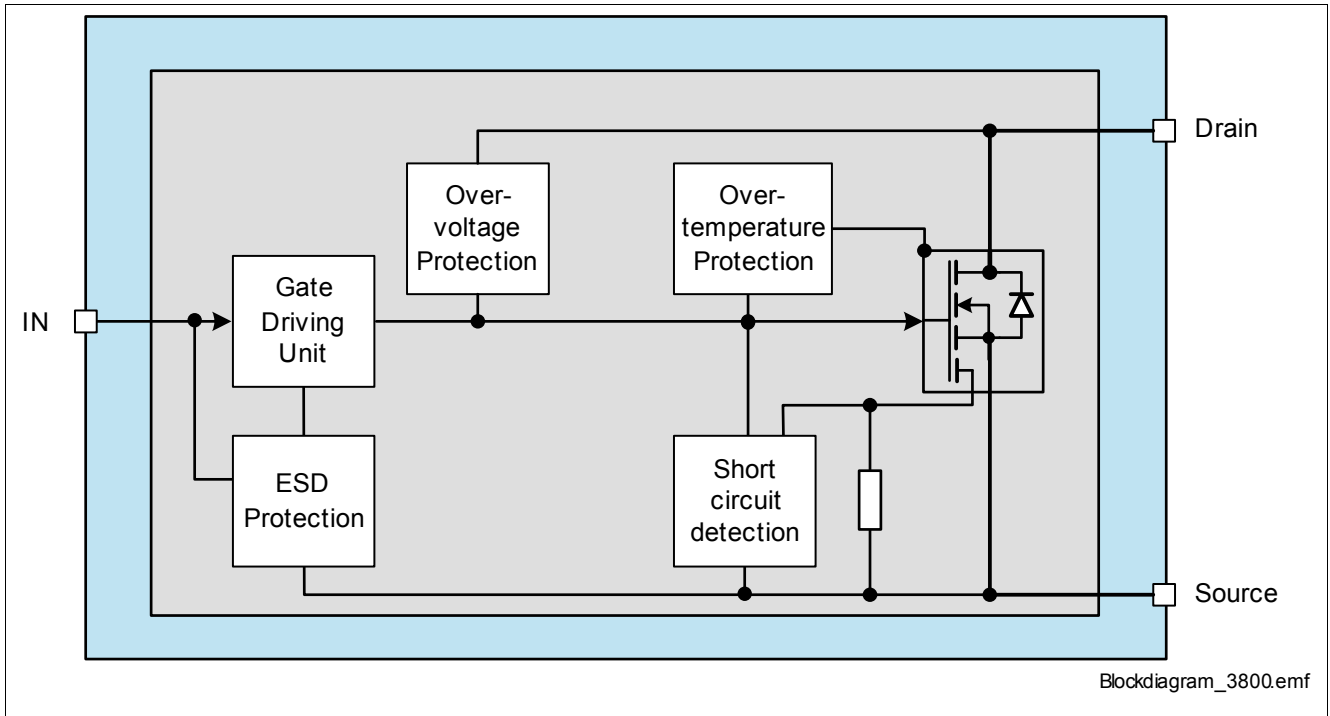 Drain
Over-
voltage
Protection
Over-
temperature
Protection
Gate
Driving
Unit
IN
ESD
Protection
Short
circuit
detection
Source
Blockdiagram_3800.emf